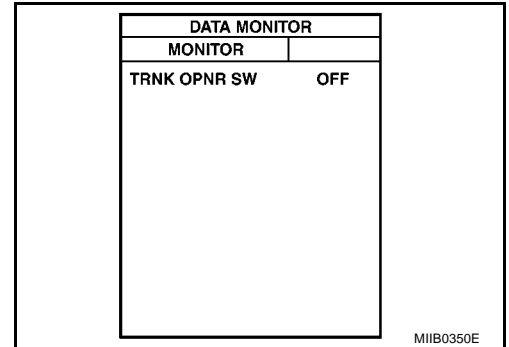 DATA MONITOR
MONITOR
TRNK OPNR SW OFF
MIIB0350E